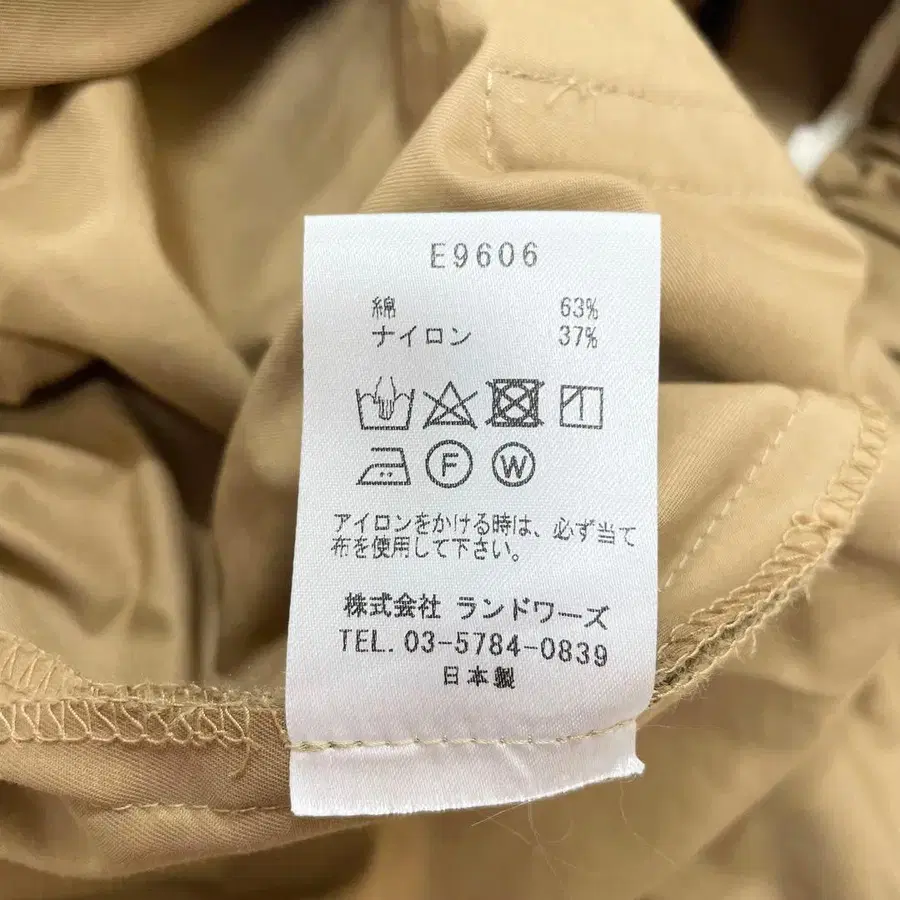 E9606
綿 63%
ナイロン 37%
F W
アイロンをかける時は、必ず当て
布を使用して下さい。
株式会社 ランドワーズ
TEL. 03-5784-0839
日本製